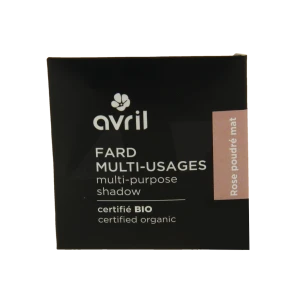 avril
FARD
MULTI-USAGES
multi-purpose
shadow
certifié BIO
certified organic
Rose poudré mat